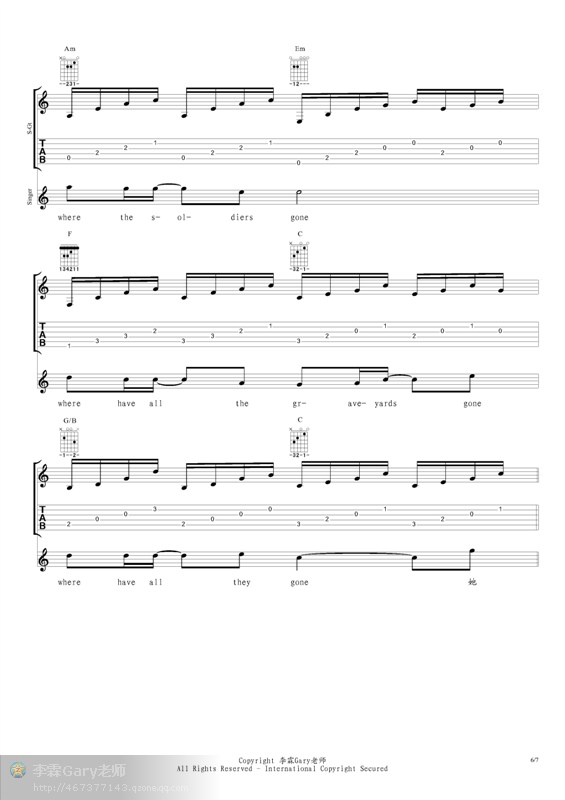 Am Em
-231- -12---
S-Gt
T
A
B
0 2 2 1 2 2 2 1 0 2 2 0 0 2 0 0
Singer
where the s- ol- diers gone
F C
134211 -32-1-
T
A
B
1 3 3 2 3 3 2 1 3 2 0 1 2 0 1 0
where have all the gr- ave- yards gone
G/B C
-1--2- -32-1-
T
A
B
2 0 0 3 2 0 0 0 3 2 0 1 2 0 0 1
where have all they gone 她
Copyright 李霖Gary老师
All Rights Reserved - International Copyright Secured
6/7
李霖Gary老师
http://467377143.qzone.qq.com